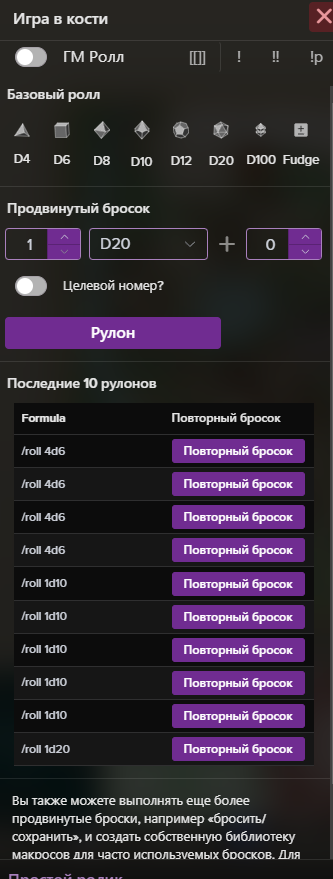 Игра в кости
ГМ Ролл [[]] ! !! !p
Базовый ролл
D4 D6 D8 D10 D12 D20 D100 Fudge
Продвинутый бросок
1 D20 + 0
Целевой номер?
Рулон
Последние 10 рулонов
Formula Повторный бросок
/roll 4d6 Повторный бросок
/roll 4d6 Повторный бросок
/roll 4d6 Повторный бросок
/roll 4d6 Повторный бросок
/roll 1d10 Повторный бросок
/roll 1d10 Повторный бросок
/roll 1d10 Повторный бросок
/roll 1d10 Повторный бросок
/roll 1d10 Повторный бросок
/roll 1d20 Повторный бросок
Вы также можете выполнять еще более
продвинутые броски, например «бросить/
сохранить», и создать собственную библиотеку
макросов для часто используемых бросков. Для
Простой ролик